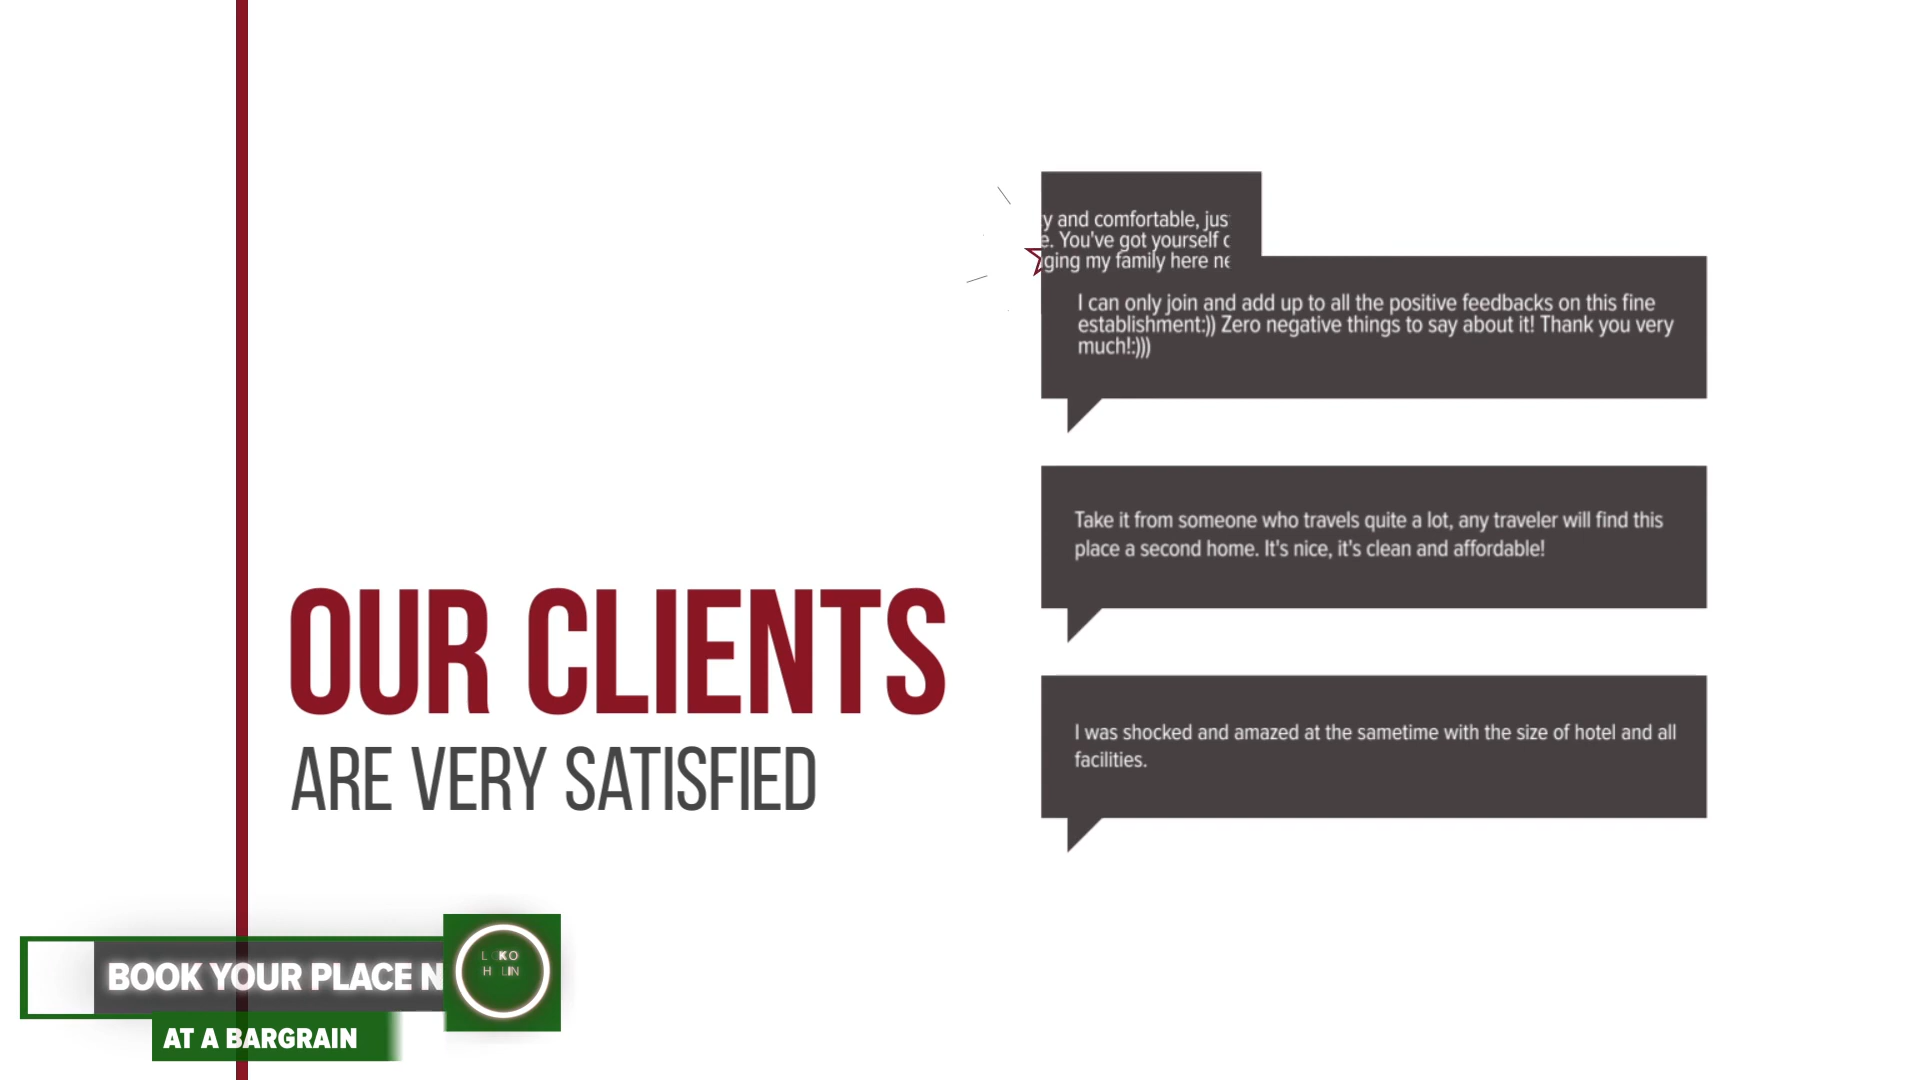 and comfortable,
You've got yourself
my family here
I can only join and add up to all the positive feedbacks on this fine
establishment:)) Zero negative things to say about it! Thank you very
much!:)))
Take it from someone who travels quite a lot, any traveler will find this
place a second home. It's nice, it's clean and affordable!
I was shocked and amazed at the sametime with the size of hotel and all
facilities.
OUR CLIENTS
ARE VERY SATISFIED
BOOK YOUR PLACE N
AT A BARGRAIN